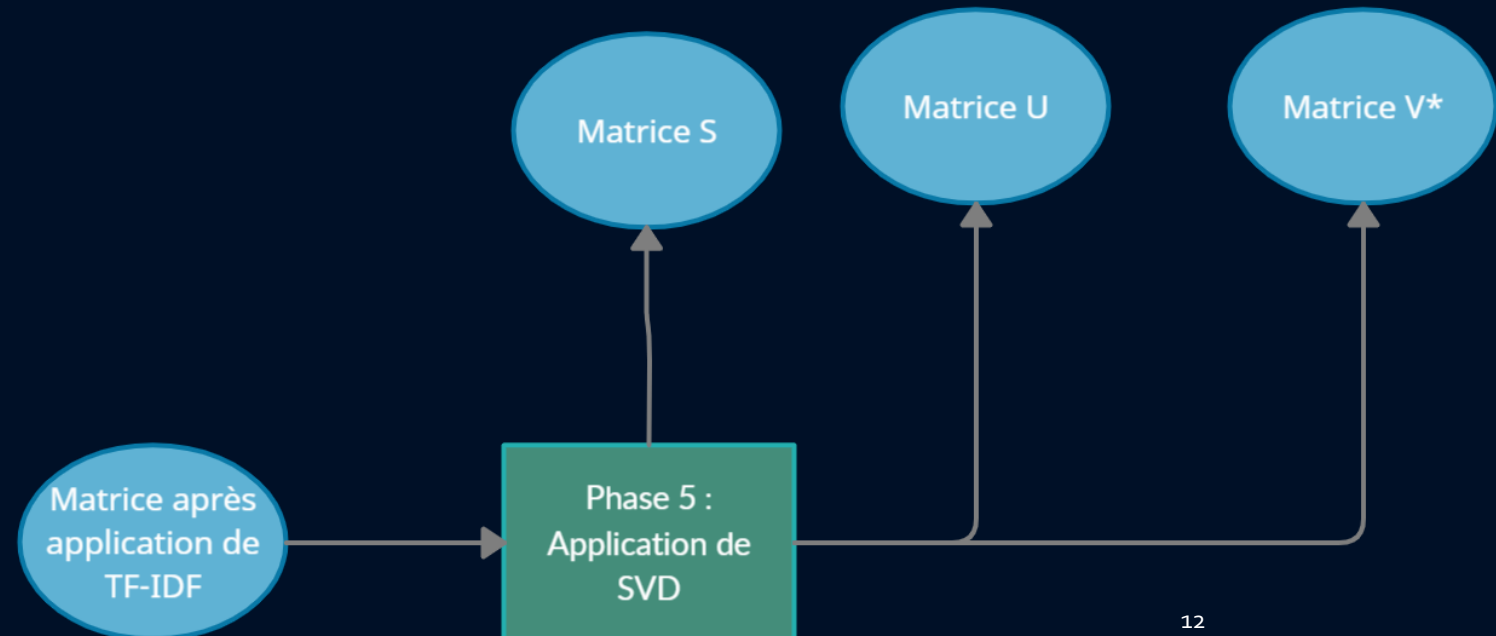 Matrice S
Matrice U
Matrice V*
Matrice après
application de
TF-IDF
Phase 5 :
Application de
SVD
12